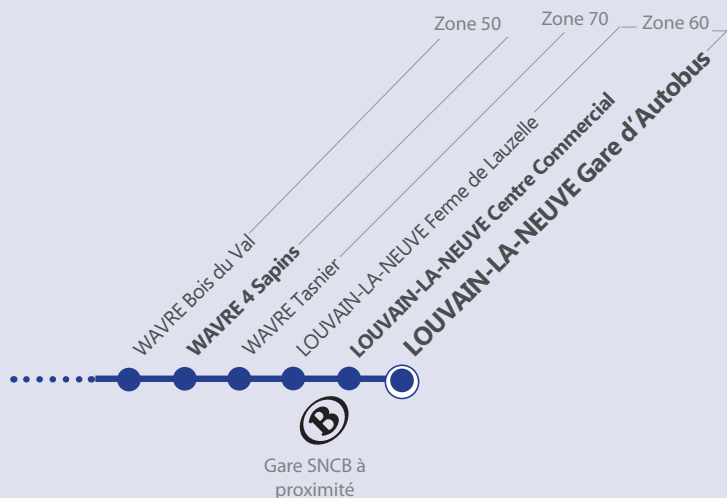 Zone 50
Zone 70
Zone 60
WAVRE Bois du Val
WAVRE 4 Sapins
WAVRE Tasnier
LOUVAIN-LA-NEUVE Ferme de Lauzelle
LOUVAIN-LA-NEUVE Centre Commercial
LOUVAIN-LA-NEUVE Gare d'Autobus
B
Gare SNCB à
proximité